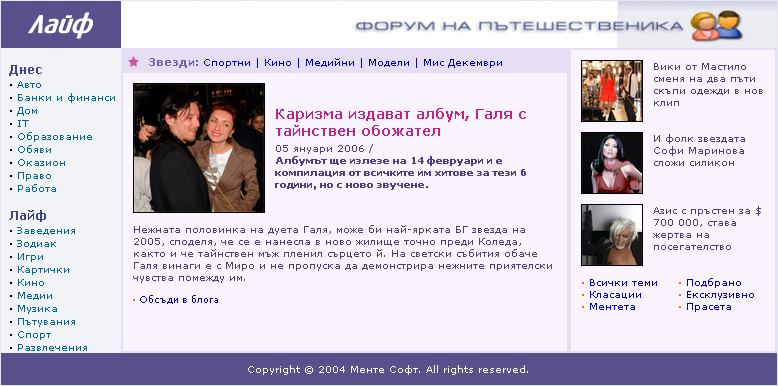 Лайф
ФОРУМ НА ПЪТЕШЕСТВЕНИКА
Днес
• Авто
• Банки и финанси
• Дом
• IT
• Образование
• Обяви
• Оказион
• Право
• Работа
Лайф
• Заведения
• Зодиак
• Игри
• Картички
• Кино
• Медии
• Музика
• Пътувания
• Спорт
• Развлечения
Звезди: Спортни | Кино | Медийни | Модели | Мис Декември
Каризма издават албум, Галя с
тайнствен обожател
05 януари 2006 /
Албумът ще излезе на 14 февруари и е
компилация от всичките им хитове за тези 6
години, но с ново звучене.
Нежната половинка на дуета Галя, може би най-ярката БГ звезда на
2005, споделя, че се е нанесла в ново жилище точно преди Коледа,
както и че тайнствен мъж пленил сърцето й. На светски събития обаче
Галя винаги е с Миро и не пропуска да демонстрира нежните приятелски
чувства помежду им.
• Обсъди в блога
Вики от Мастило
сменя на два пъти
скъпи одежди в нов
клип
И фолк звездата
Софи Маринова
сложи силикон
Азис с пръстен за $
700 000, става
жертва на
посегателство
• Всички теми
• Класации
• Ментета
• Подбрано
• Ексклузивно
• Прасета
Copyright © 2004 Менте Софт. All rights reserved.